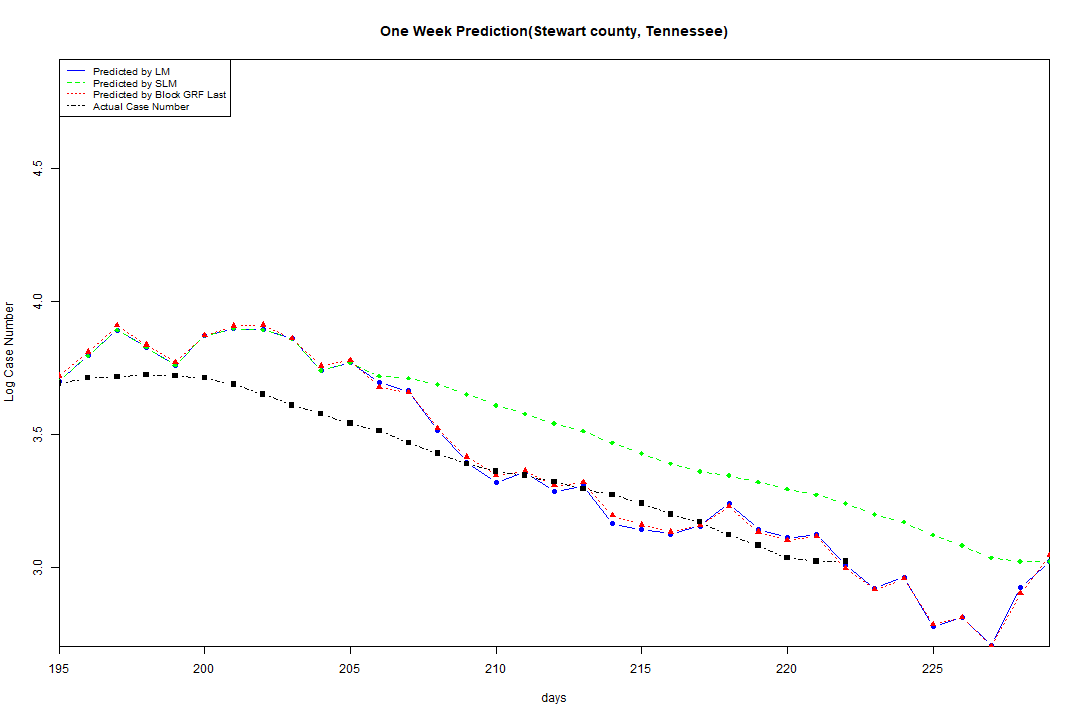 One Week Prediction(Stewart county, Tennessee)
Predicted by LM
Predicted by SLM
Predicted by Block GRF Last
Actual Case Number
Log Case Number
4.5
4.0
3.5
3.0
195 200 205 210 215 220 225
days